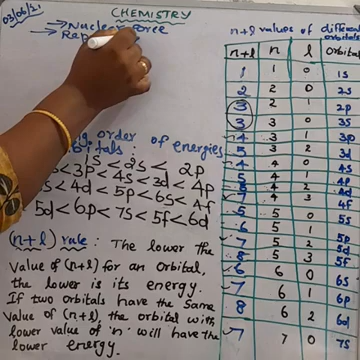 03/06/21
CHEMISTRY
→ Force
→ Rep
order of energies
1s < 2s < 2p
< 3p < 4s < 3d < 4p
< 4d < 5p < 6s < 4f
5d < 6p < 7s < 5f < 6d
(n+l) rule : The lower the
value of (n+l) for an orbital,
the lower is its energy.
If two orbitals have the same
value of (n+l), the orbital with
lower value of 'n' will have the
lower energy.
n+l values of different
orbitals
n+l n l Orbital
1 1 0 1s
2 2 0 2s
3 2 1 2p
3 3 0 3s
4 3 1 3p
5 3 2 3d
4 4 0 4s
5 4 1 4p
4 2 4d
7 4 3 4f
5 5 0 5s
6 5 1 5p
7 5 2 5d
8 5 3 5f
6 6 0 6s
7 6 1 6p
8 6 2 6d
7 7 0 7s